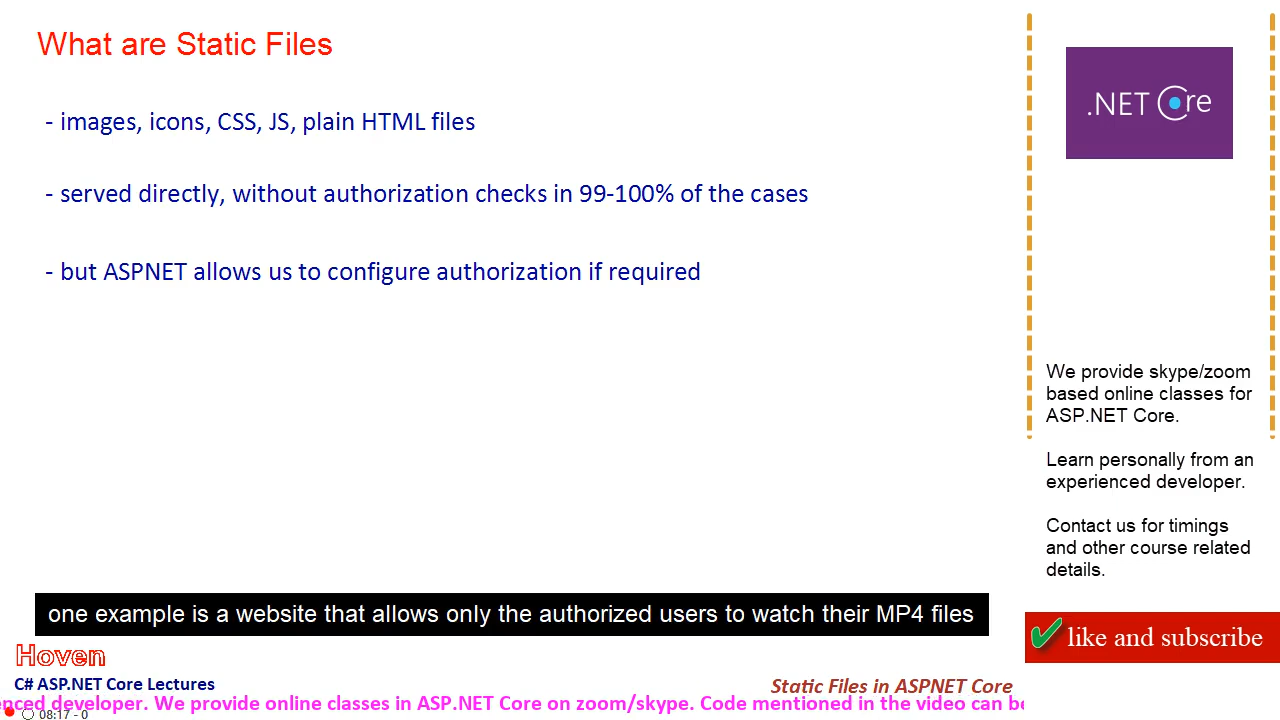 What are Static Files
- images, icons, CSS, JS, plain HTML files
- served directly, without authorization checks in 99-100% of the cases
- but ASPNET allows us to configure authorization if required
one example is a website that allows only the authorized users to watch their MP4 files
Hoven
C# ASP.NET Core Lectures
Static Files in ASPNET Core
enced developer. We provide online classes in ASP.NET Core on zoom/skype. Code mentioned in the video can be
08:17 - 0
.NET Core
We provide skype/zoom
based online classes for
ASP.NET Core.
Learn personally from an
experienced developer.
Contact us for timings
and other course related
details.
like and subscribe